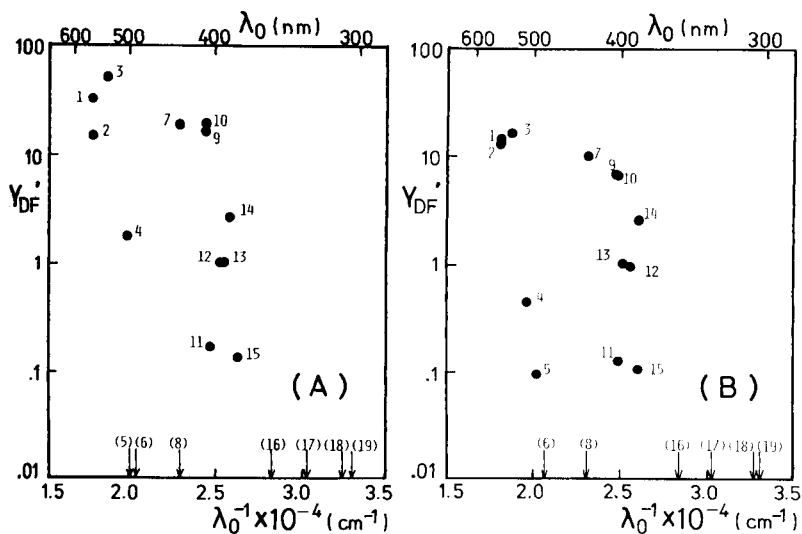 λ₀ (nm)
600 500 400 300
100
10
1
.1
.01
Y_DF'
3
1
2
7
10
9
4
14
12
13
11
15
(A)
(5) (6) (8) (16) (17) (18) (19)
1.5 2.0 2.5 3.0 3.5
λ₀⁻¹×10⁻⁴ (cm⁻¹)
λ₀ (nm)
600 500 400 300
100
10
1
.1
.01
Y_DF'
1
3
2
7
9
10
14
13
12
4
5
11
15
(B)
(6) (8) (16) (17) (18) (19)
1.5 2.0 2.5 3.0 3.5
λ₀⁻¹×10⁻⁴ (cm⁻¹)